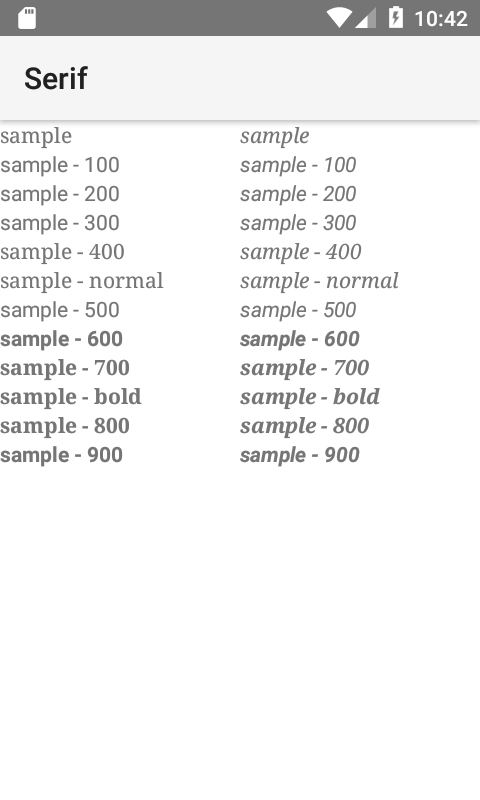 10:42
Serif
sample sample
sample - 100 sample - 100
sample - 200 sample - 200
sample - 300 sample - 300
sample - 400 sample - 400
sample - normal sample - normal
sample - 500 sample - 500
sample - 600 sample - 600
sample - 700 sample - 700
sample - bold sample - bold
sample - 800 sample - 800
sample - 900 sample - 900